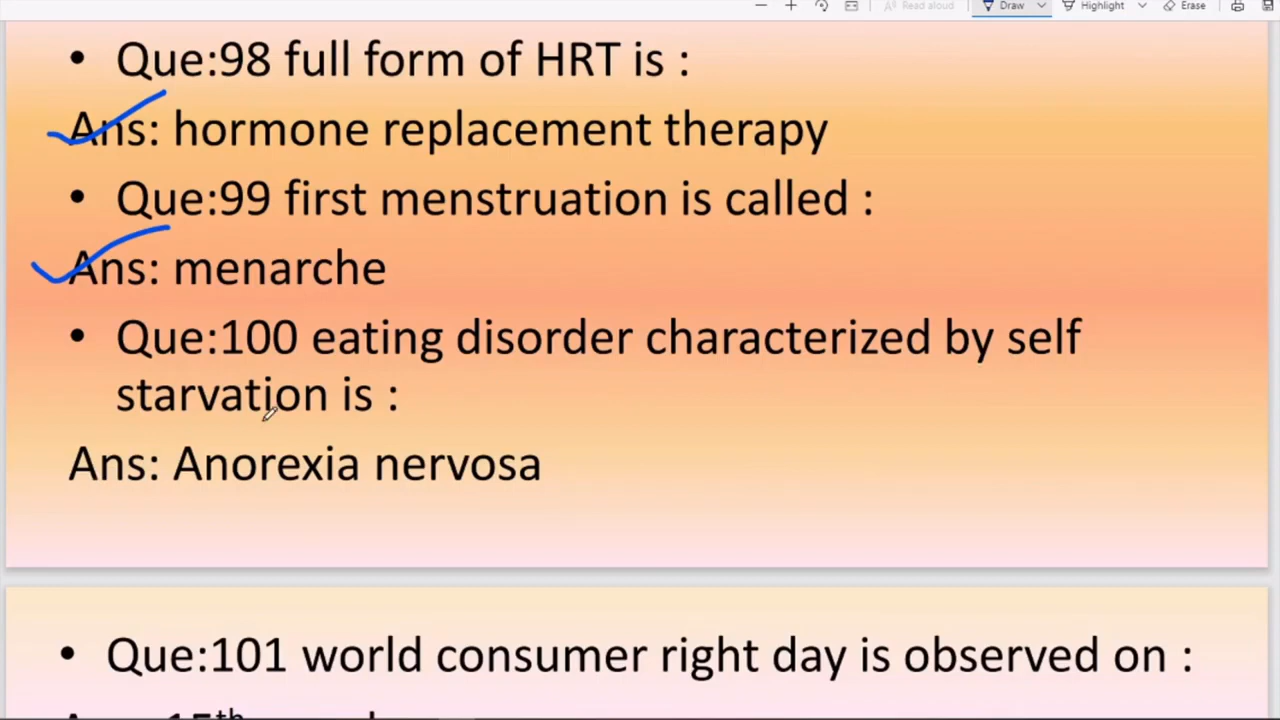 Read aloud
Draw
Highlight
Erase
• Que:98 full form of HRT is :
Ans: hormone replacement therapy
• Que:99 first menstruation is called :
Ans: menarche
• Que:100 eating disorder characterized by self
starvation is :
Ans: Anorexia nervosa
• Que:101 world consumer right day is observed on :